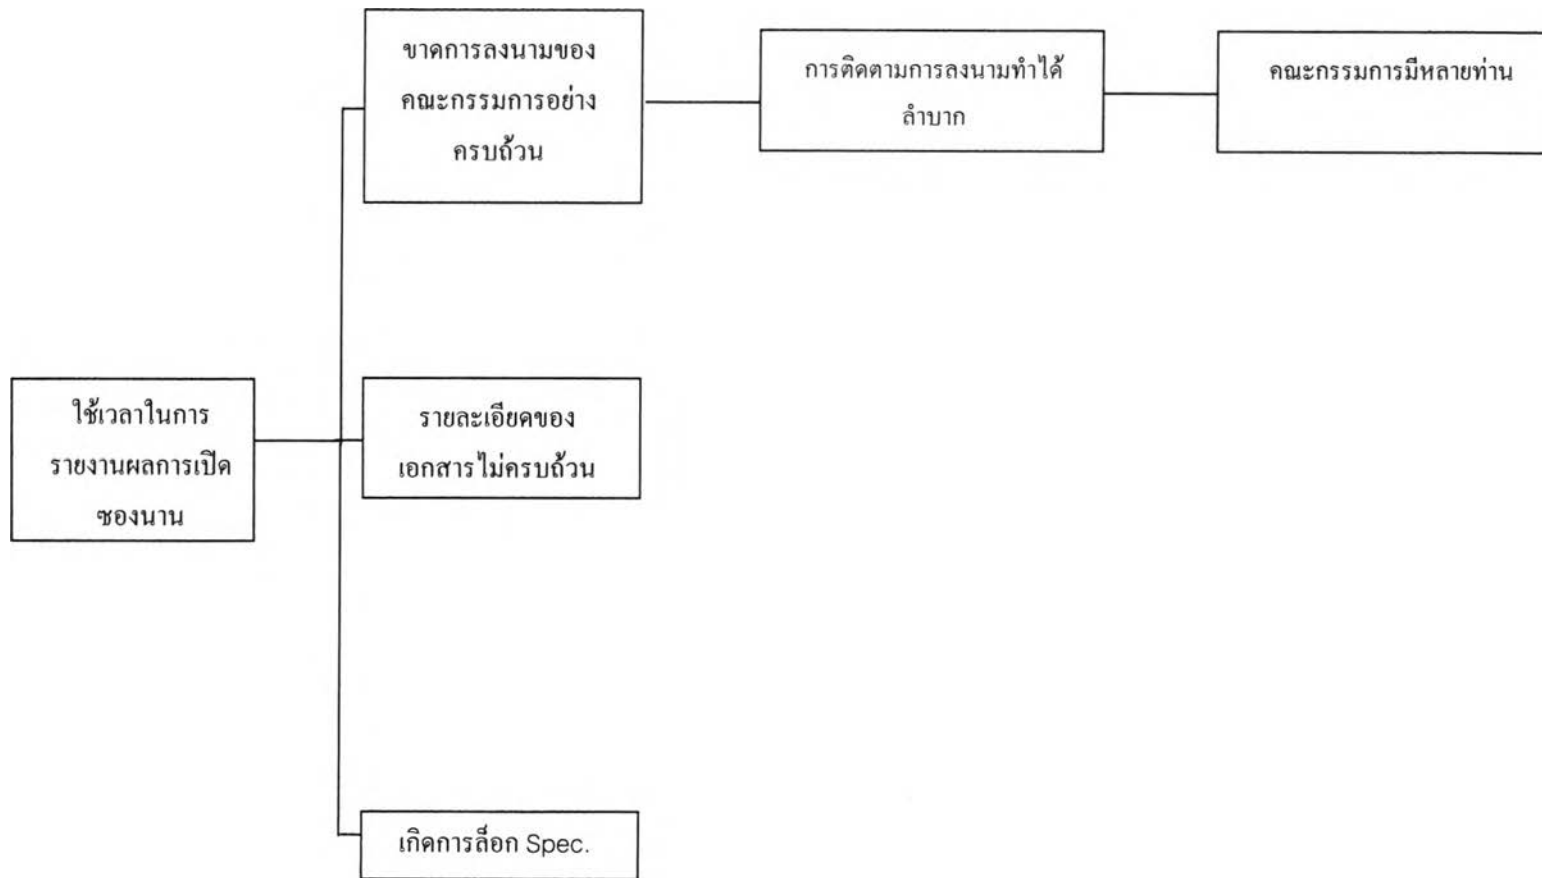 ขาดการลงนามของ
คณะกรรมการอย่าง
ครบถ้วน
การติดตามการลงนามทำได้
ลำบาก
คณะกรรมการมีหลายท่าน
ใช้เวลาในการ
รายงานผลการเปิด
ซองนาน
รายละเอียดของ
เอกสารไม่ครบถ้วน
เกิดการล็อก Spec.